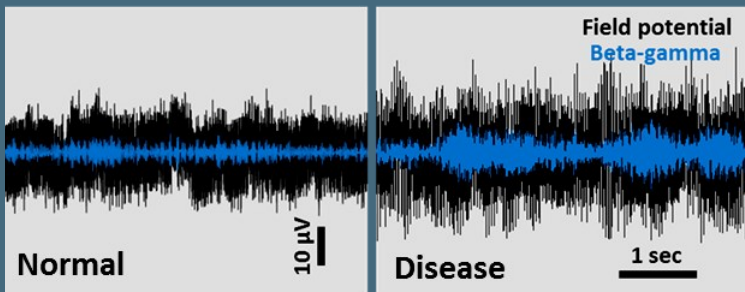 Field potential
Beta-gamma
10 µV
Normal
Disease
1 sec